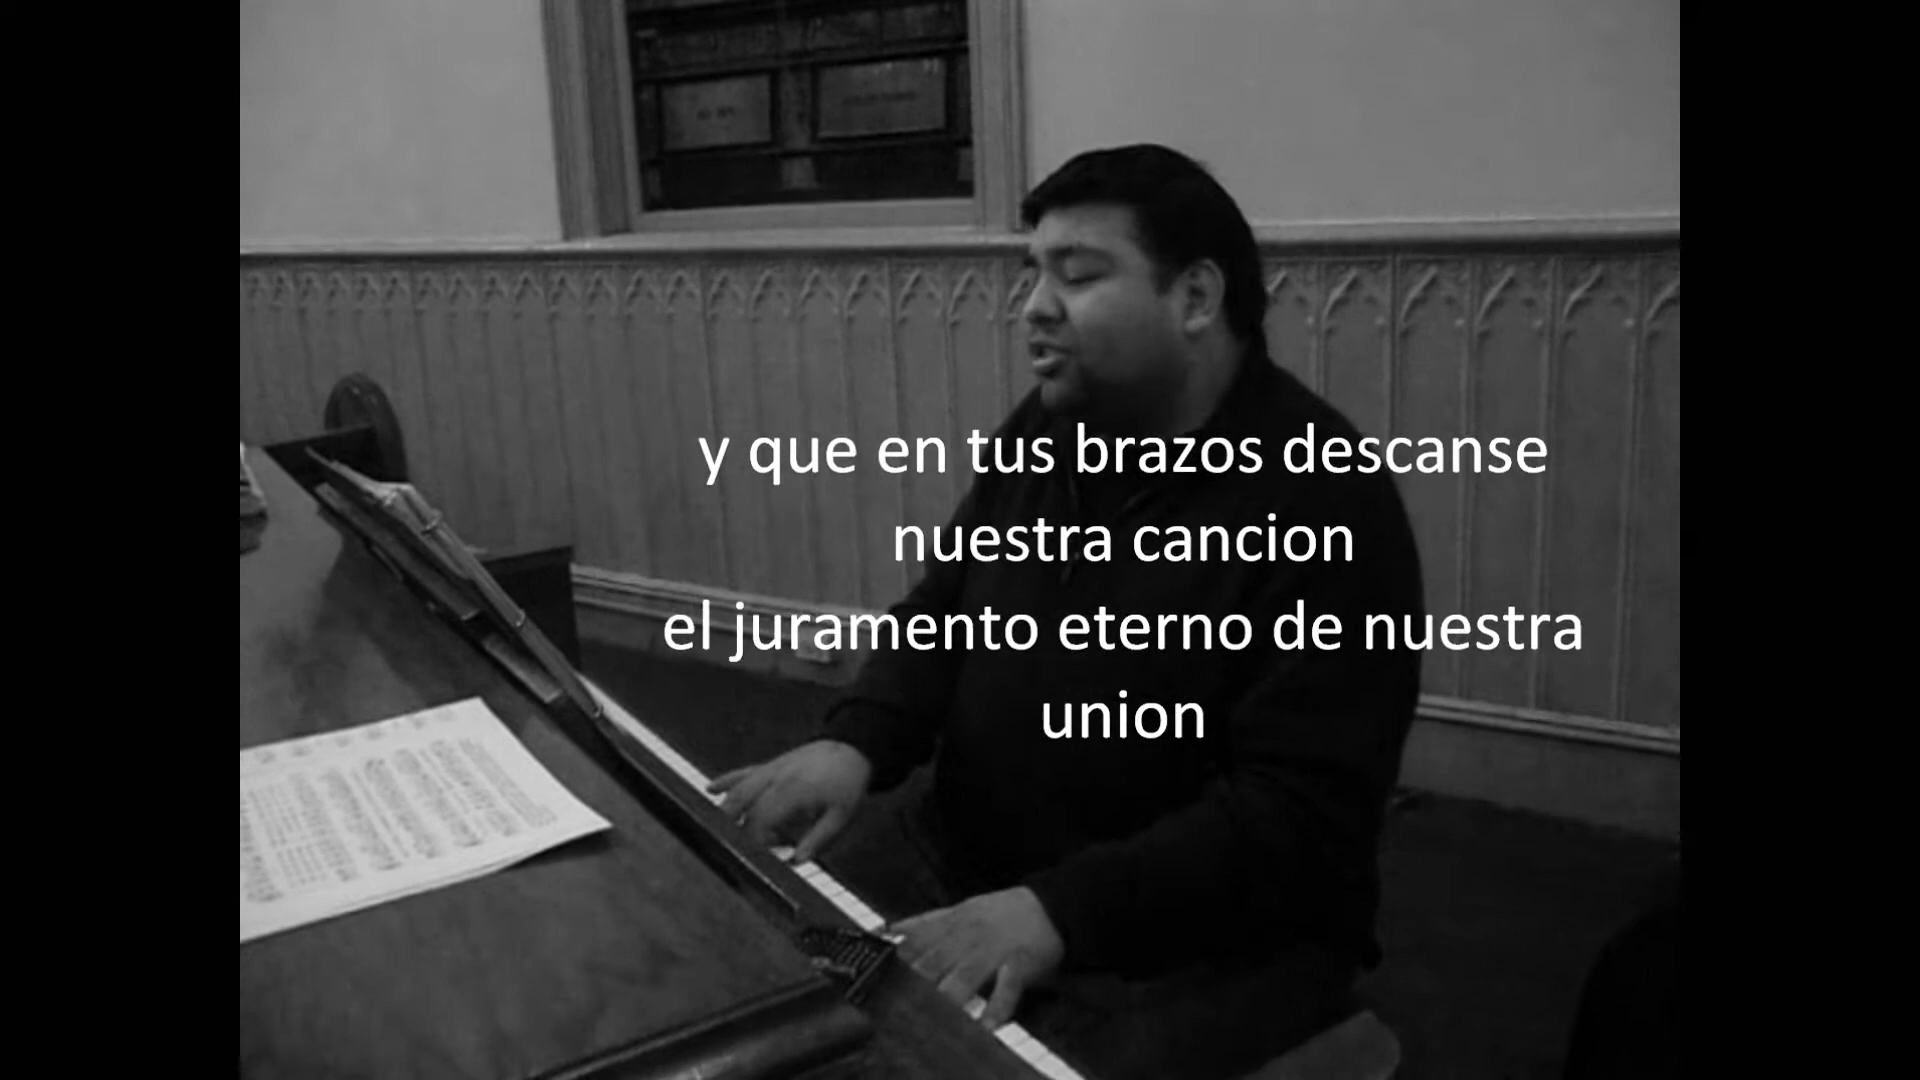 y que en tus brazos descanse
nuestra cancion
el juramento eterno de nuestra
union